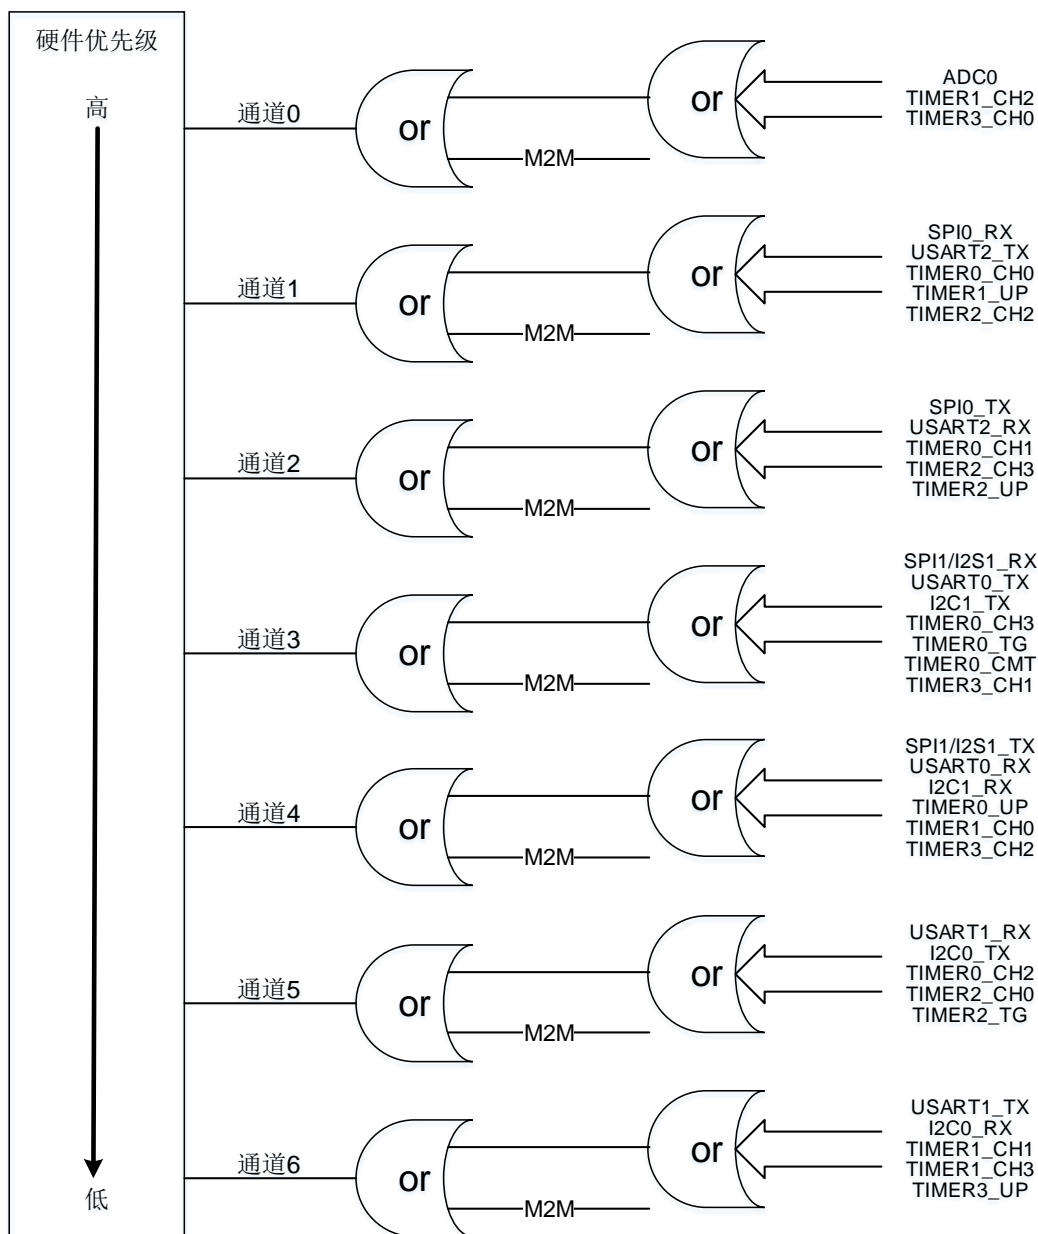 硬件优先级
高
通道0
or
M2M
or
ADC0
TIMER1_CH2
TIMER3_CH0
通道1
or
M2M
or
SPI0_RX
USART2_TX
TIMER0_CH0
TIMER1_UP
TIMER2_CH2
通道2
or
M2M
or
SPI0_TX
USART2_RX
TIMER0_CH1
TIMER2_CH3
TIMER2_UP
通道3
or
M2M
or
SPI1/I2S1_RX
USART0_TX
I2C1_TX
TIMER0_CH3
TIMER0_TG
TIMER0_CMT
TIMER3_CH1
通道4
or
M2M
or
SPI1/I2S1_TX
USART0_RX
I2C1_RX
TIMER0_UP
TIMER1_CH0
TIMER3_CH2
通道5
or
M2M
or
USART1_RX
I2C0_TX
TIMER0_CH2
TIMER2_CH0
TIMER2_TG
通道6
or
M2M
or
USART1_TX
I2C0_RX
TIMER1_CH1
TIMER1_CH3
TIMER3_UP
低